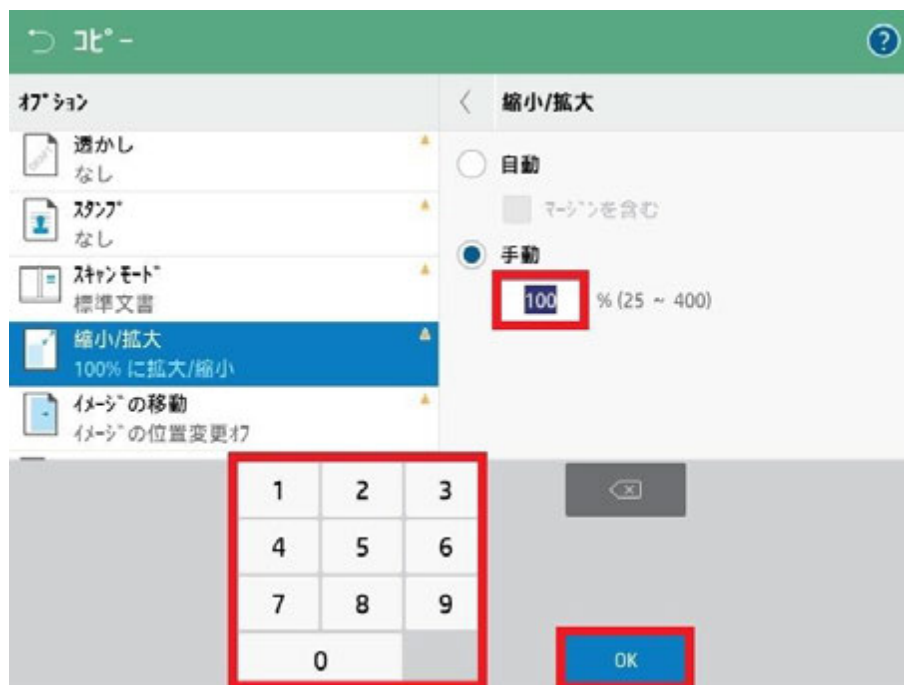 ｺﾋﾟｰ
?
ｵﾌﾟｼｮﾝ
透かし
なし
ｽﾀﾝﾌﾟ
なし
ｽｷｬﾝ ﾓｰﾄﾞ
標準文書
縮小/拡大
100% に拡大/縮小
ｲﾒｰｼﾞの移動
ｲﾒｰｼﾞの位置変更ｵﾌ
縮小/拡大
自動
ﾏｰｼﾞﾝを含む
手動
100 % (25 ~ 400)
1 2 3
4 5 6
7 8 9
0
OK